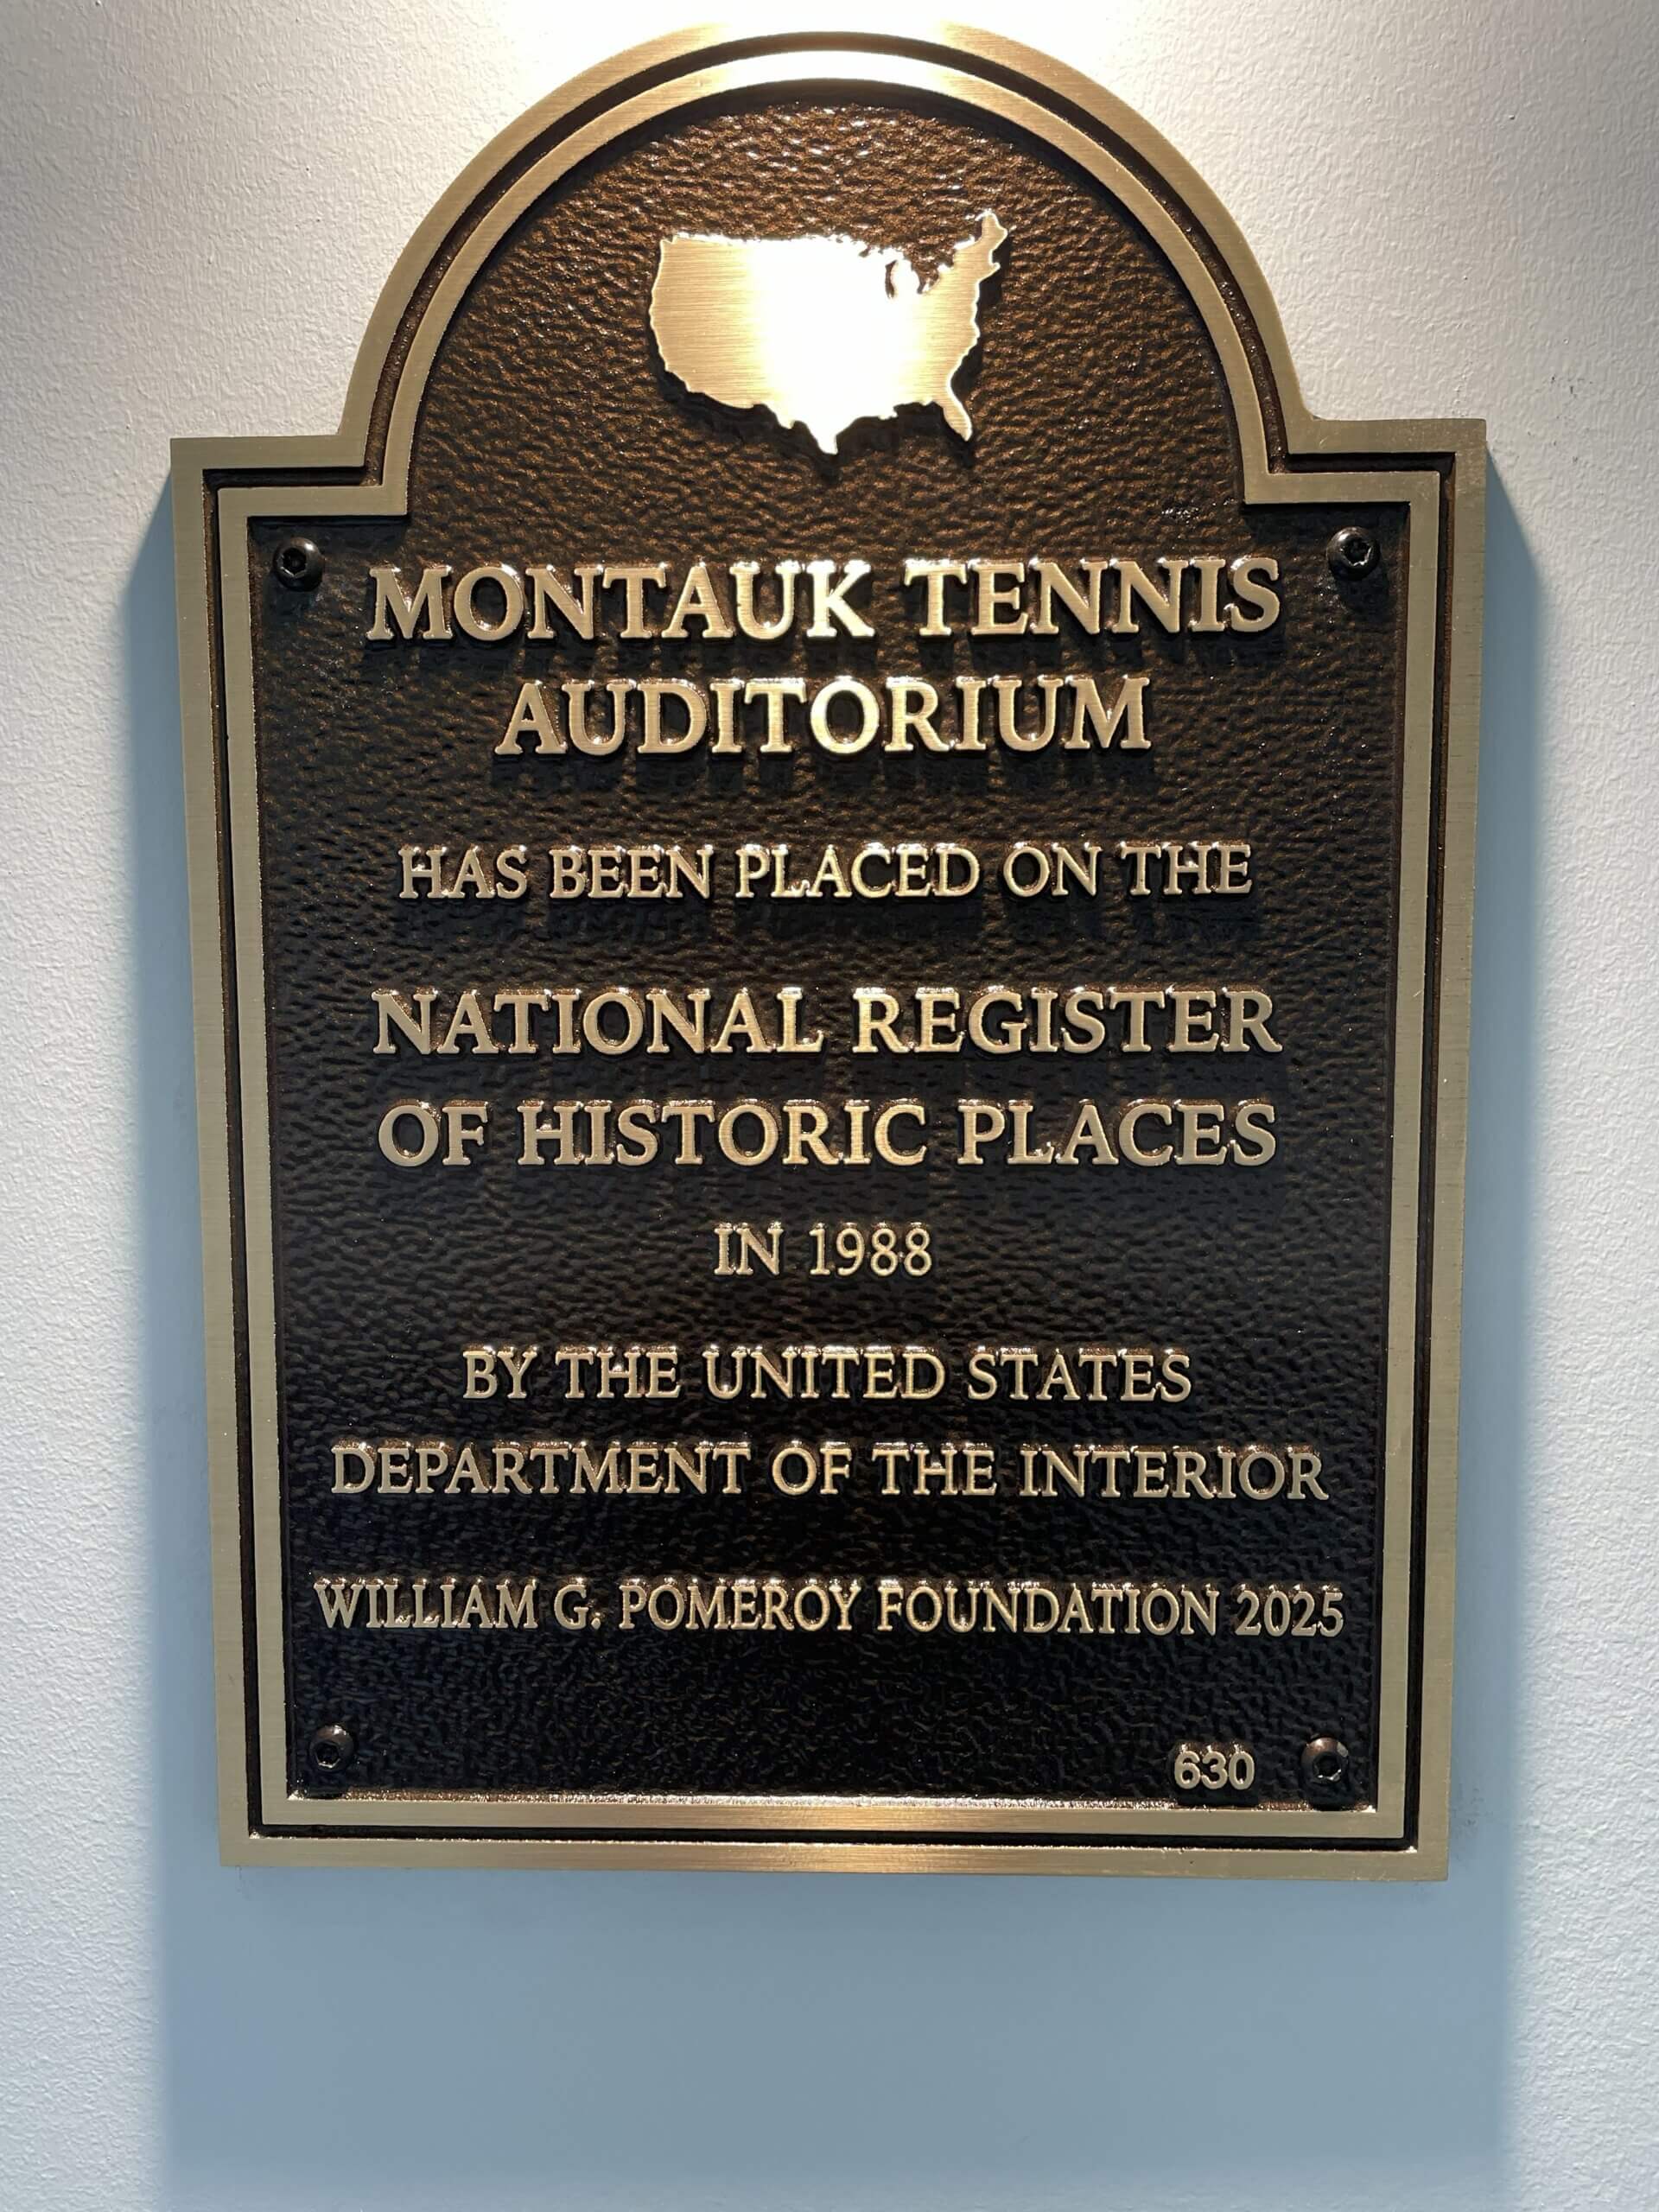 MONTAUK TENNIS
AUDITORIUM
HAS BEEN PLACED ON THE
NATIONAL REGISTER
OF HISTORIC PLACES
IN 1988
BY THE UNITED STATES
DEPARTMENT OF THE INTERIOR
WILLIAM G. POMEROY FOUNDATION 2025
630